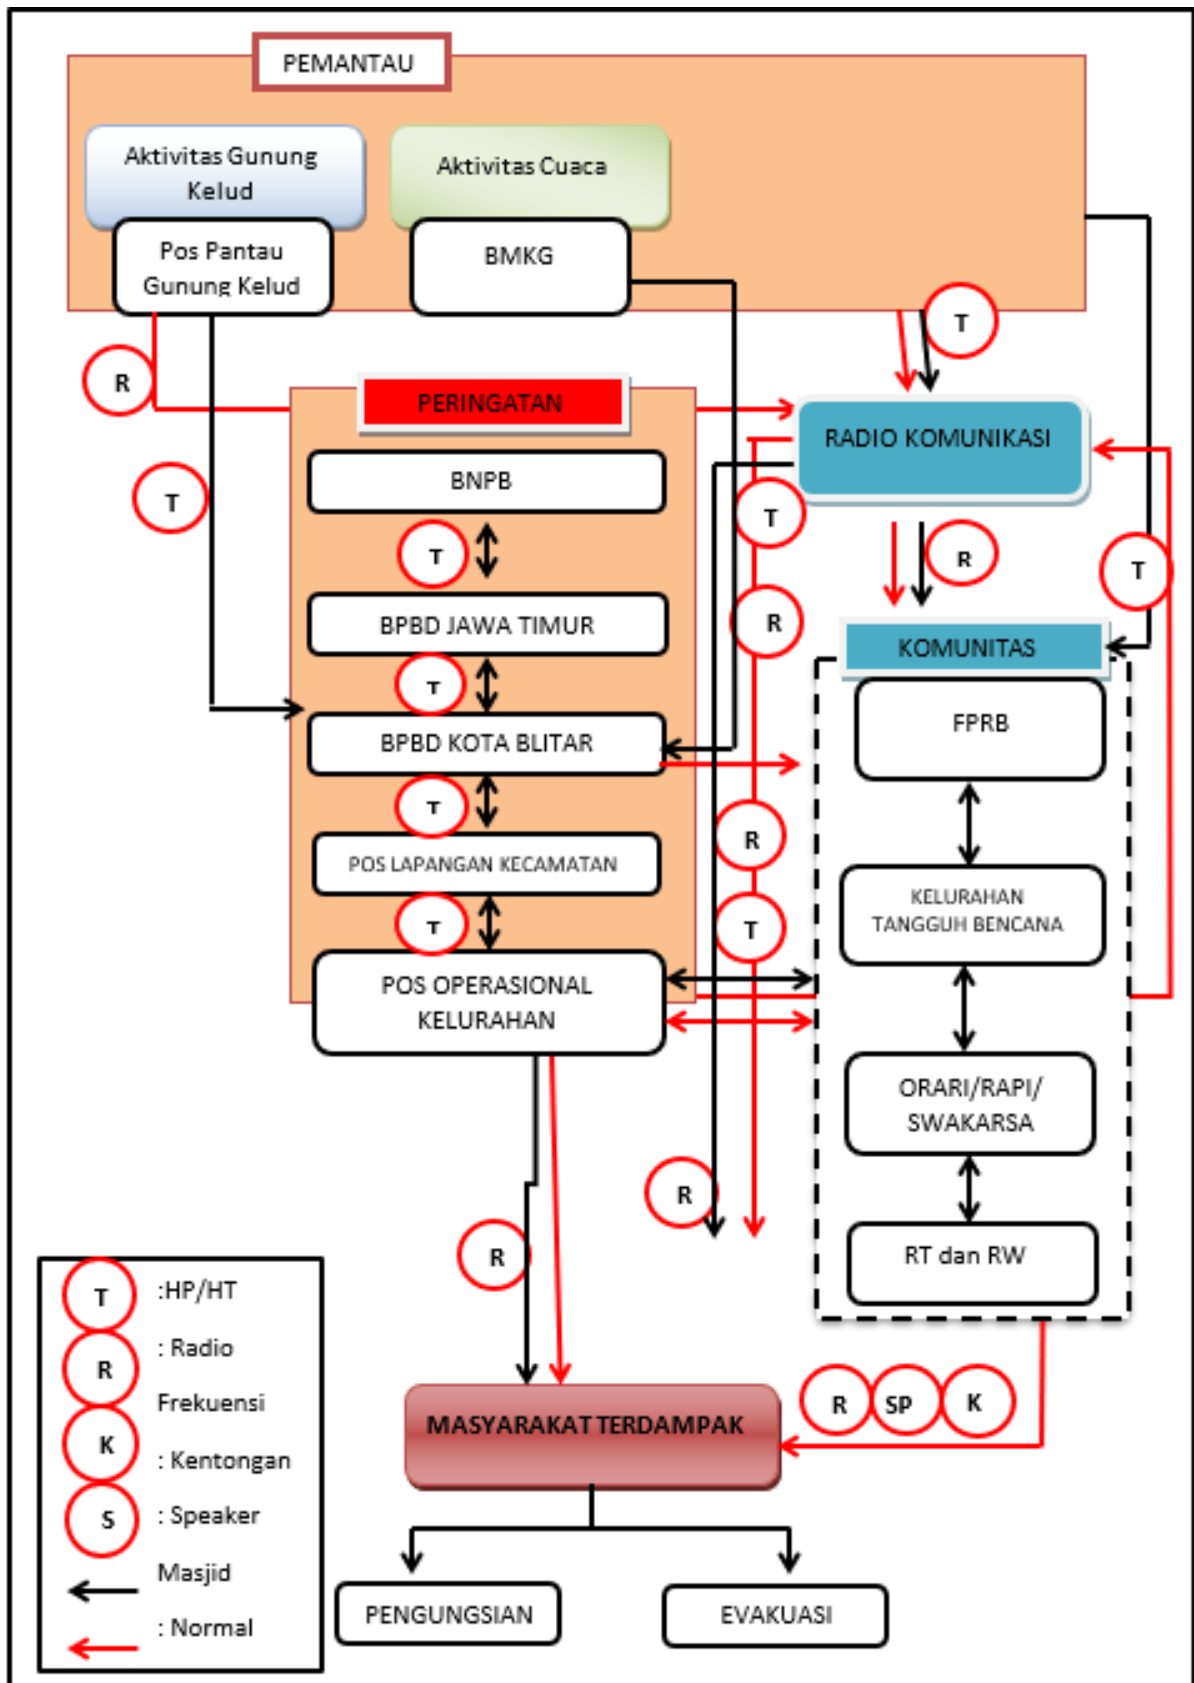 PEMANTAU
Aktivitas Gunung
Kelud
Aktivitas Cuaca
Pos Pantau
Gunung Kelud
BMKG
T
R
PERINGATAN
RADIO KOMUNIKASI
BNPB
T
T
T
R
T
BPBD JAWA TIMUR
R
KOMUNITAS
T
FPRB
BPBD KOTA BLITAR
T
R
POS LAPANGAN KECAMATAN
KELURAHAN
TANGGUH BENCANA
T
T
POS OPERASIONAL
KELURAHAN
ORARI/RAPI/
SWAKARSA
R
R
RT dan RW
T :HP/HT
: Radio
R
Frekuensi
K
: Kentongan
S : Speaker
Masjid
: Normal
R SP K
MASYARAKAT TERDAMPAK
PENGUNGSIAN
EVAKUASI